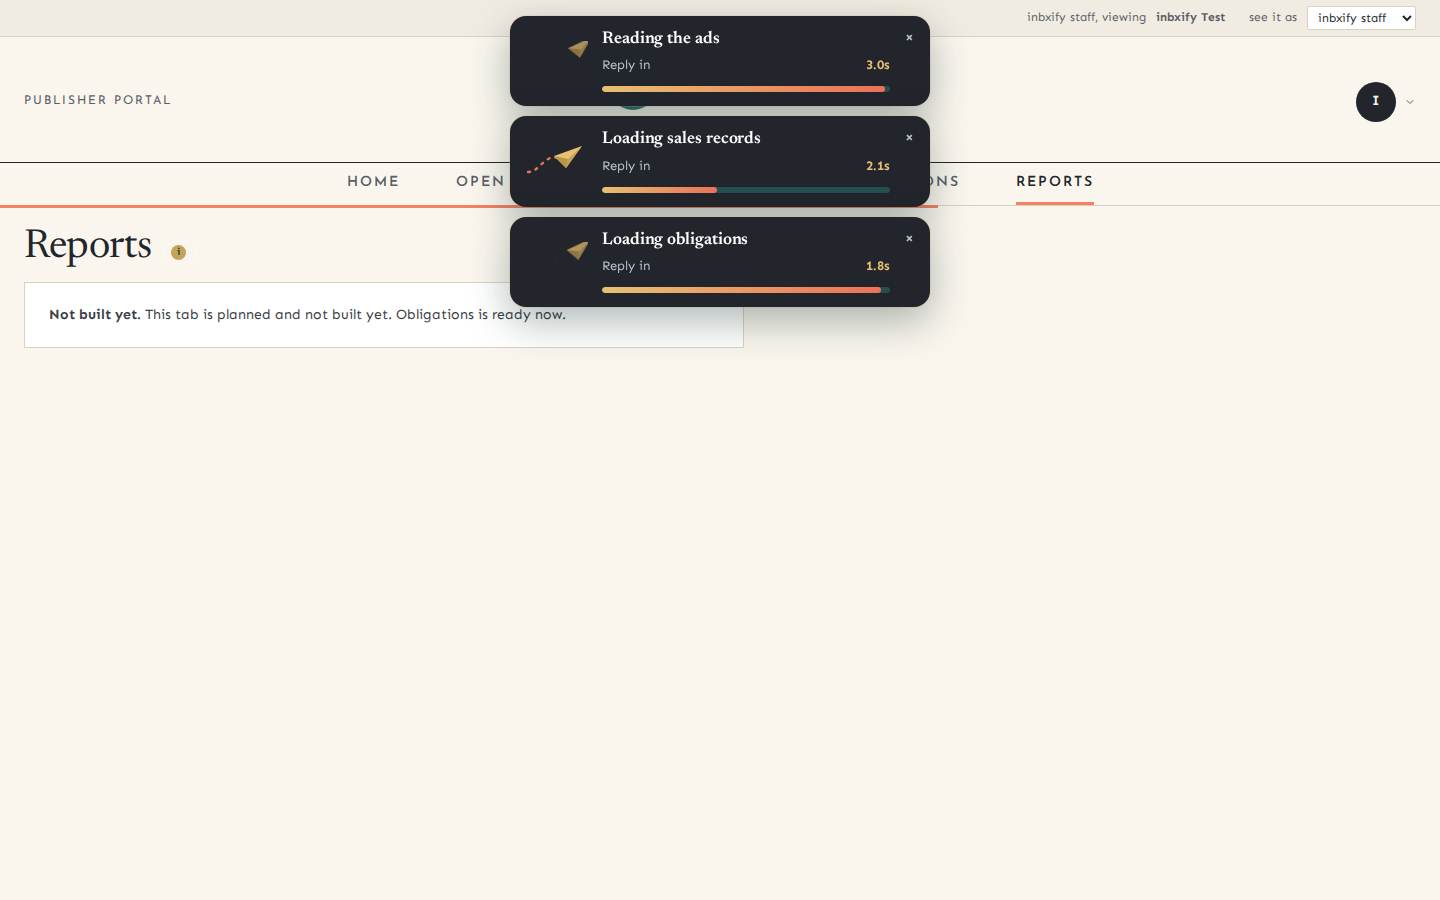 inbxify staff, viewing inbxify Test see it as inbxify staff
Reading the ads ×
Reply in 3.0s
PUBLISHER PORTAL
I
Loading sales records ×
Reply in 2.1s
HOME OPEN ONS REPORTS
Reports i
Loading obligations ×
Reply in 1.8s
Not built yet. This tab is planned and not built yet. Obligations is ready now.